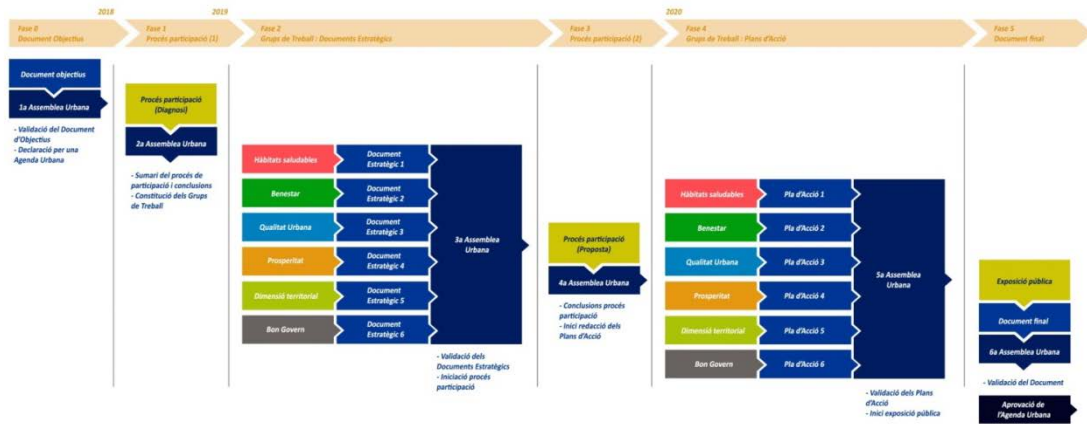 2018
2019
2020
Fase 0
Document Objectius
Fase 1
Procés participació (1)
Fase 2
Grups de Treball : Documents Estratègics
Fase 3
Procés participació (2)
Fase 4
Grups de Treball : Plans d'Acció
Fase 5
Document final
Document objectius
1a Assemblea Urbana
- Validació del Document
d'Objectius
- Declaració per una
Agenda Urbana
Procés participació
(Diagnosi)
2a Assemblea Urbana
- Sumari del procés de
participació i conclusions
- Constitució dels Grups
de Treball
Hàbitats saludables
Document
Estratègic 1
Benestar
Document
Estratègic 2
Qualitat Urbana
Document
Estratègic 3
Prosperitat
Document
Estratègic 4
Dimensió territorial
Document
Estratègic 5
Bon Govern
Document
Estratègic 6
3a Assemblea
Urbana
- Validació dels
Documents Estratègics
- Iniciació procés
participació
Procés participació
(Proposta)
4a Assemblea Urbana
- Conclusions procés
participació
- Inici redacció dels
Plans d'Acció
Hàbitats saludables
Pla d'Acció 1
Benestar
Pla d'Acció 2
Qualitat Urbana
Pla d'Acció 3
Prosperitat
Pla d'Acció 4
Dimensió territorial
Pla d'Acció 5
Bon Govern
Pla d'Acció 6
5a Assemblea
Urbana
- Validació dels Plans
d'Acció
- Inici exposició pública
Exposició pública
Document final
6a Assemblea Urbana
- Validació del Document
Aprovació de
l'Agenda Urbana